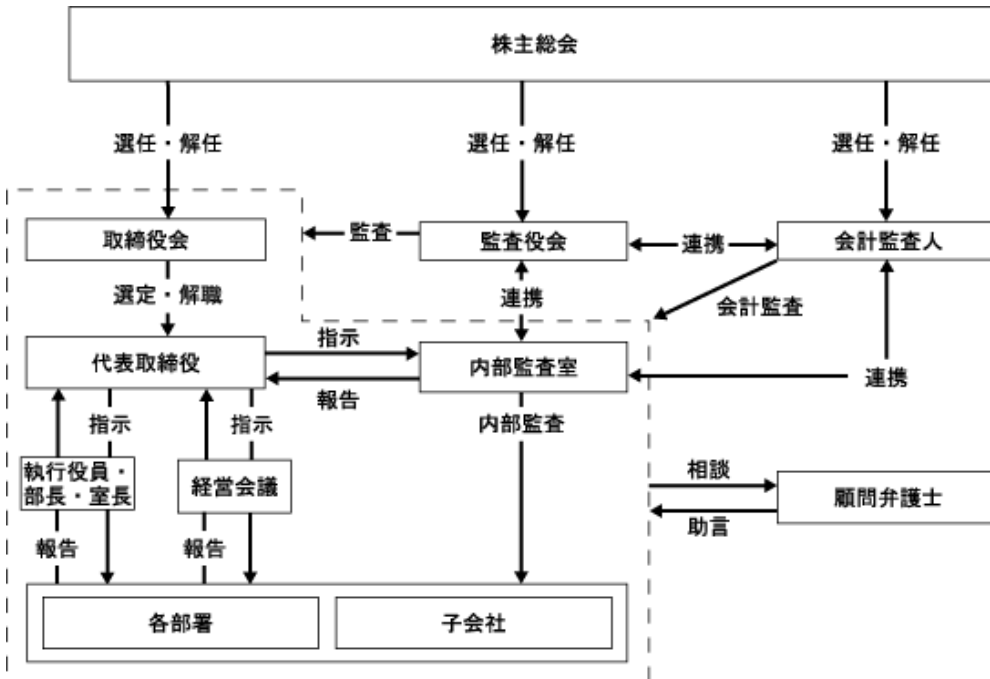 株主総会
選任・解任
選任・解任
選任・解任
取締役会
監査
監査役会
連携
会計監査人
選定・解職
連携
会計監査
代表取締役
指示
報告
内部監査室
連携
指示
指示
内部監査
執行役員・
部長・室長
経営会議
相談
助言
顧問弁護士
報告
報告
各部署
子会社